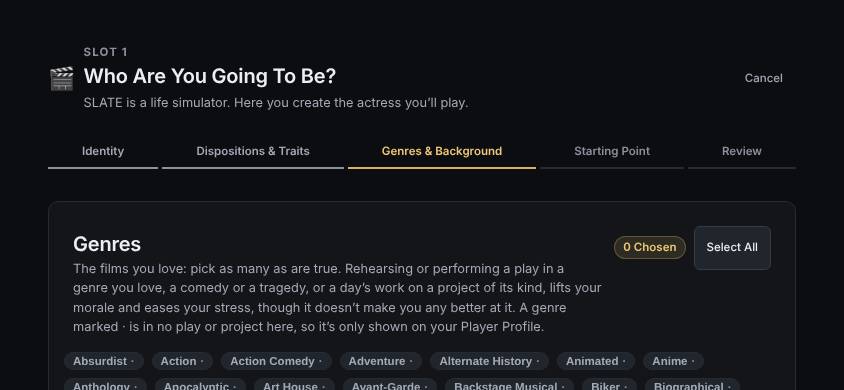 SLOT 1
Who Are You Going To Be?
Cancel
SLATE is a life simulator. Here you create the actress you’ll play.
Identity
Dispositions & Traits
Genres & Background
Starting Point
Review
Genres
0 Chosen
Select All
The films you love: pick as many as are true. Rehearsing or performing a play in a
genre you love, a comedy or a tragedy, or a day’s work on a project of its kind, lifts your
morale and eases your stress, though it doesn’t make you any better at it. A genre
marked · is in no play or project here, so it’s only shown on your Player Profile.
Absurdist · Action · Action Comedy · Adventure · Alternate History · Animated · Anime ·
Anthology · Apocalyptic · Art House · Avant-Garde · Backstage Musical · Biker · Biographical ·